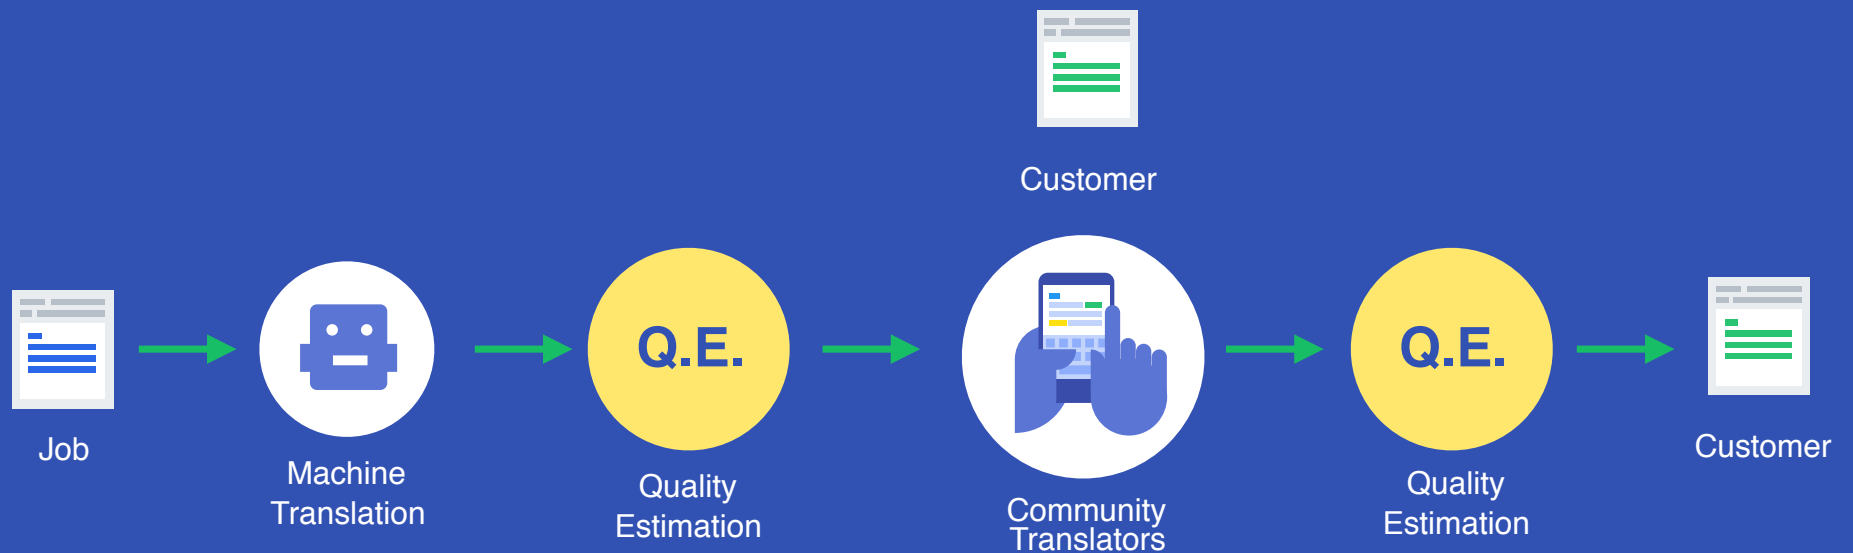 Customer
Job
Machine
Translation
Q.E.
Quality
Estimation
Community
Translators
Q.E.
Quality
Estimation
Customer